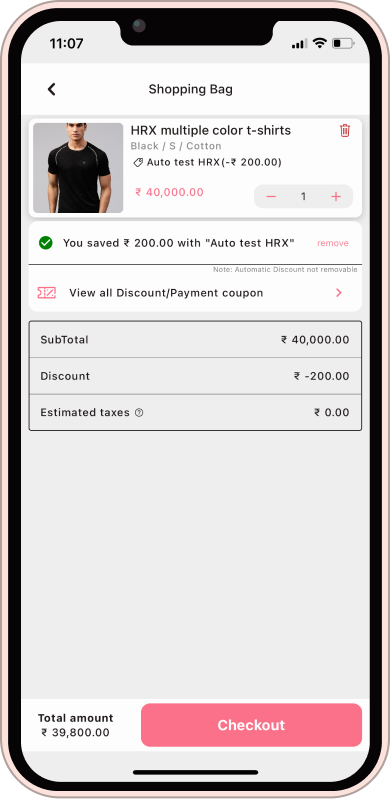 11:07
Shopping Bag
HRX multiple color t-shirts
Black / S / Cotton
Auto test HRX(-₹ 200.00)
₹ 40,000.00
− 1 +
You saved ₹ 200.00 with "Auto test HRX" remove
Note: Automatic Discount not removable
View all Discount/Payment coupon
SubTotal ₹ 40,000.00
Discount ₹ -200.00
Estimated taxes ₹ 0.00
Total amount
₹ 39,800.00
Checkout